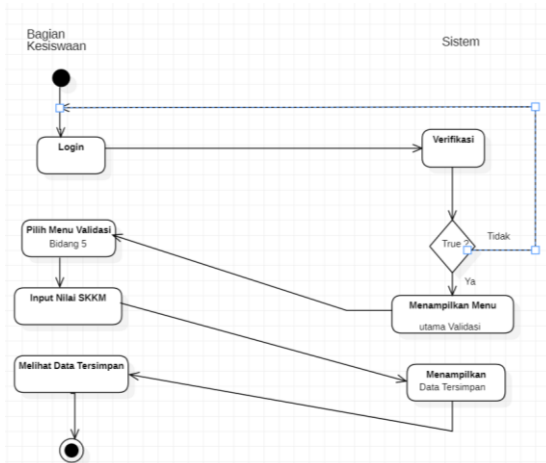 Bagian
Kesiswaan
Sistem
Login
Verifikasi
True ?
Tidak
Ya
Pilih Menu Validasi
Bidang 5
Input Nilai SKKM
Menampilkan Menu
utama Validasi
Melihat Data Tersimpan
Menampilkan
Data Tersimpan